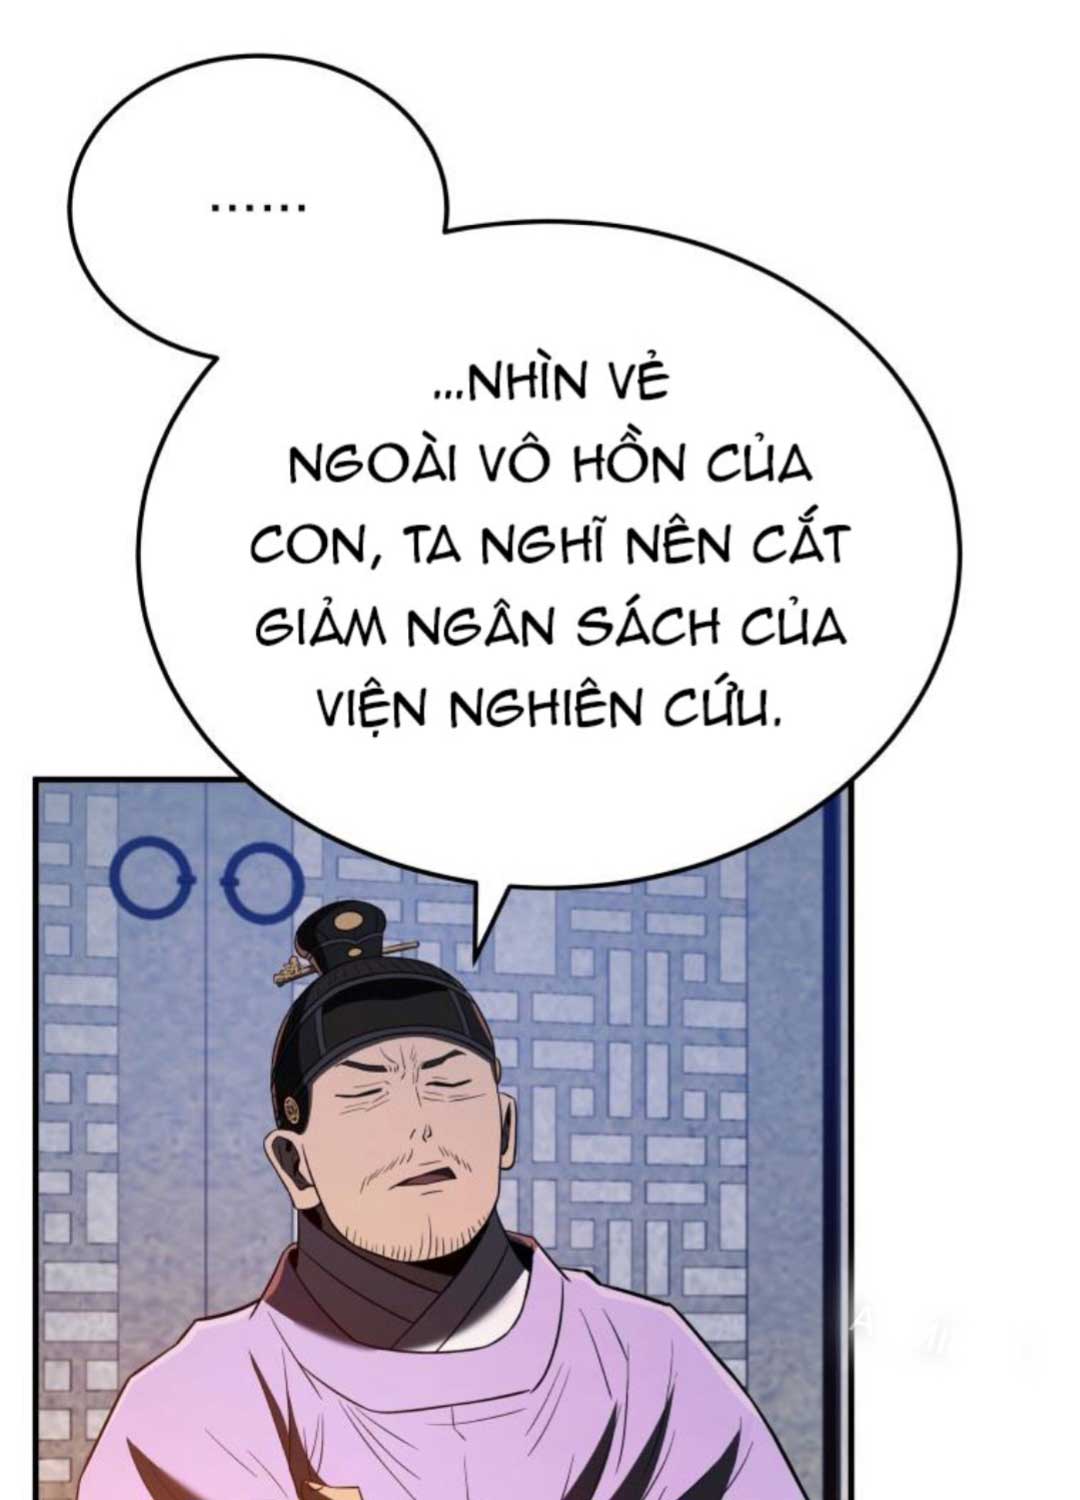 ......
...NHÌN VẺ
NGOÀI VÔ HỒN CỦA
CON, TA NGHĨ NÊN CẮT
GIẢM NGÂN SÁCH CỦA
VIỆN NGHIÊN CỨU.